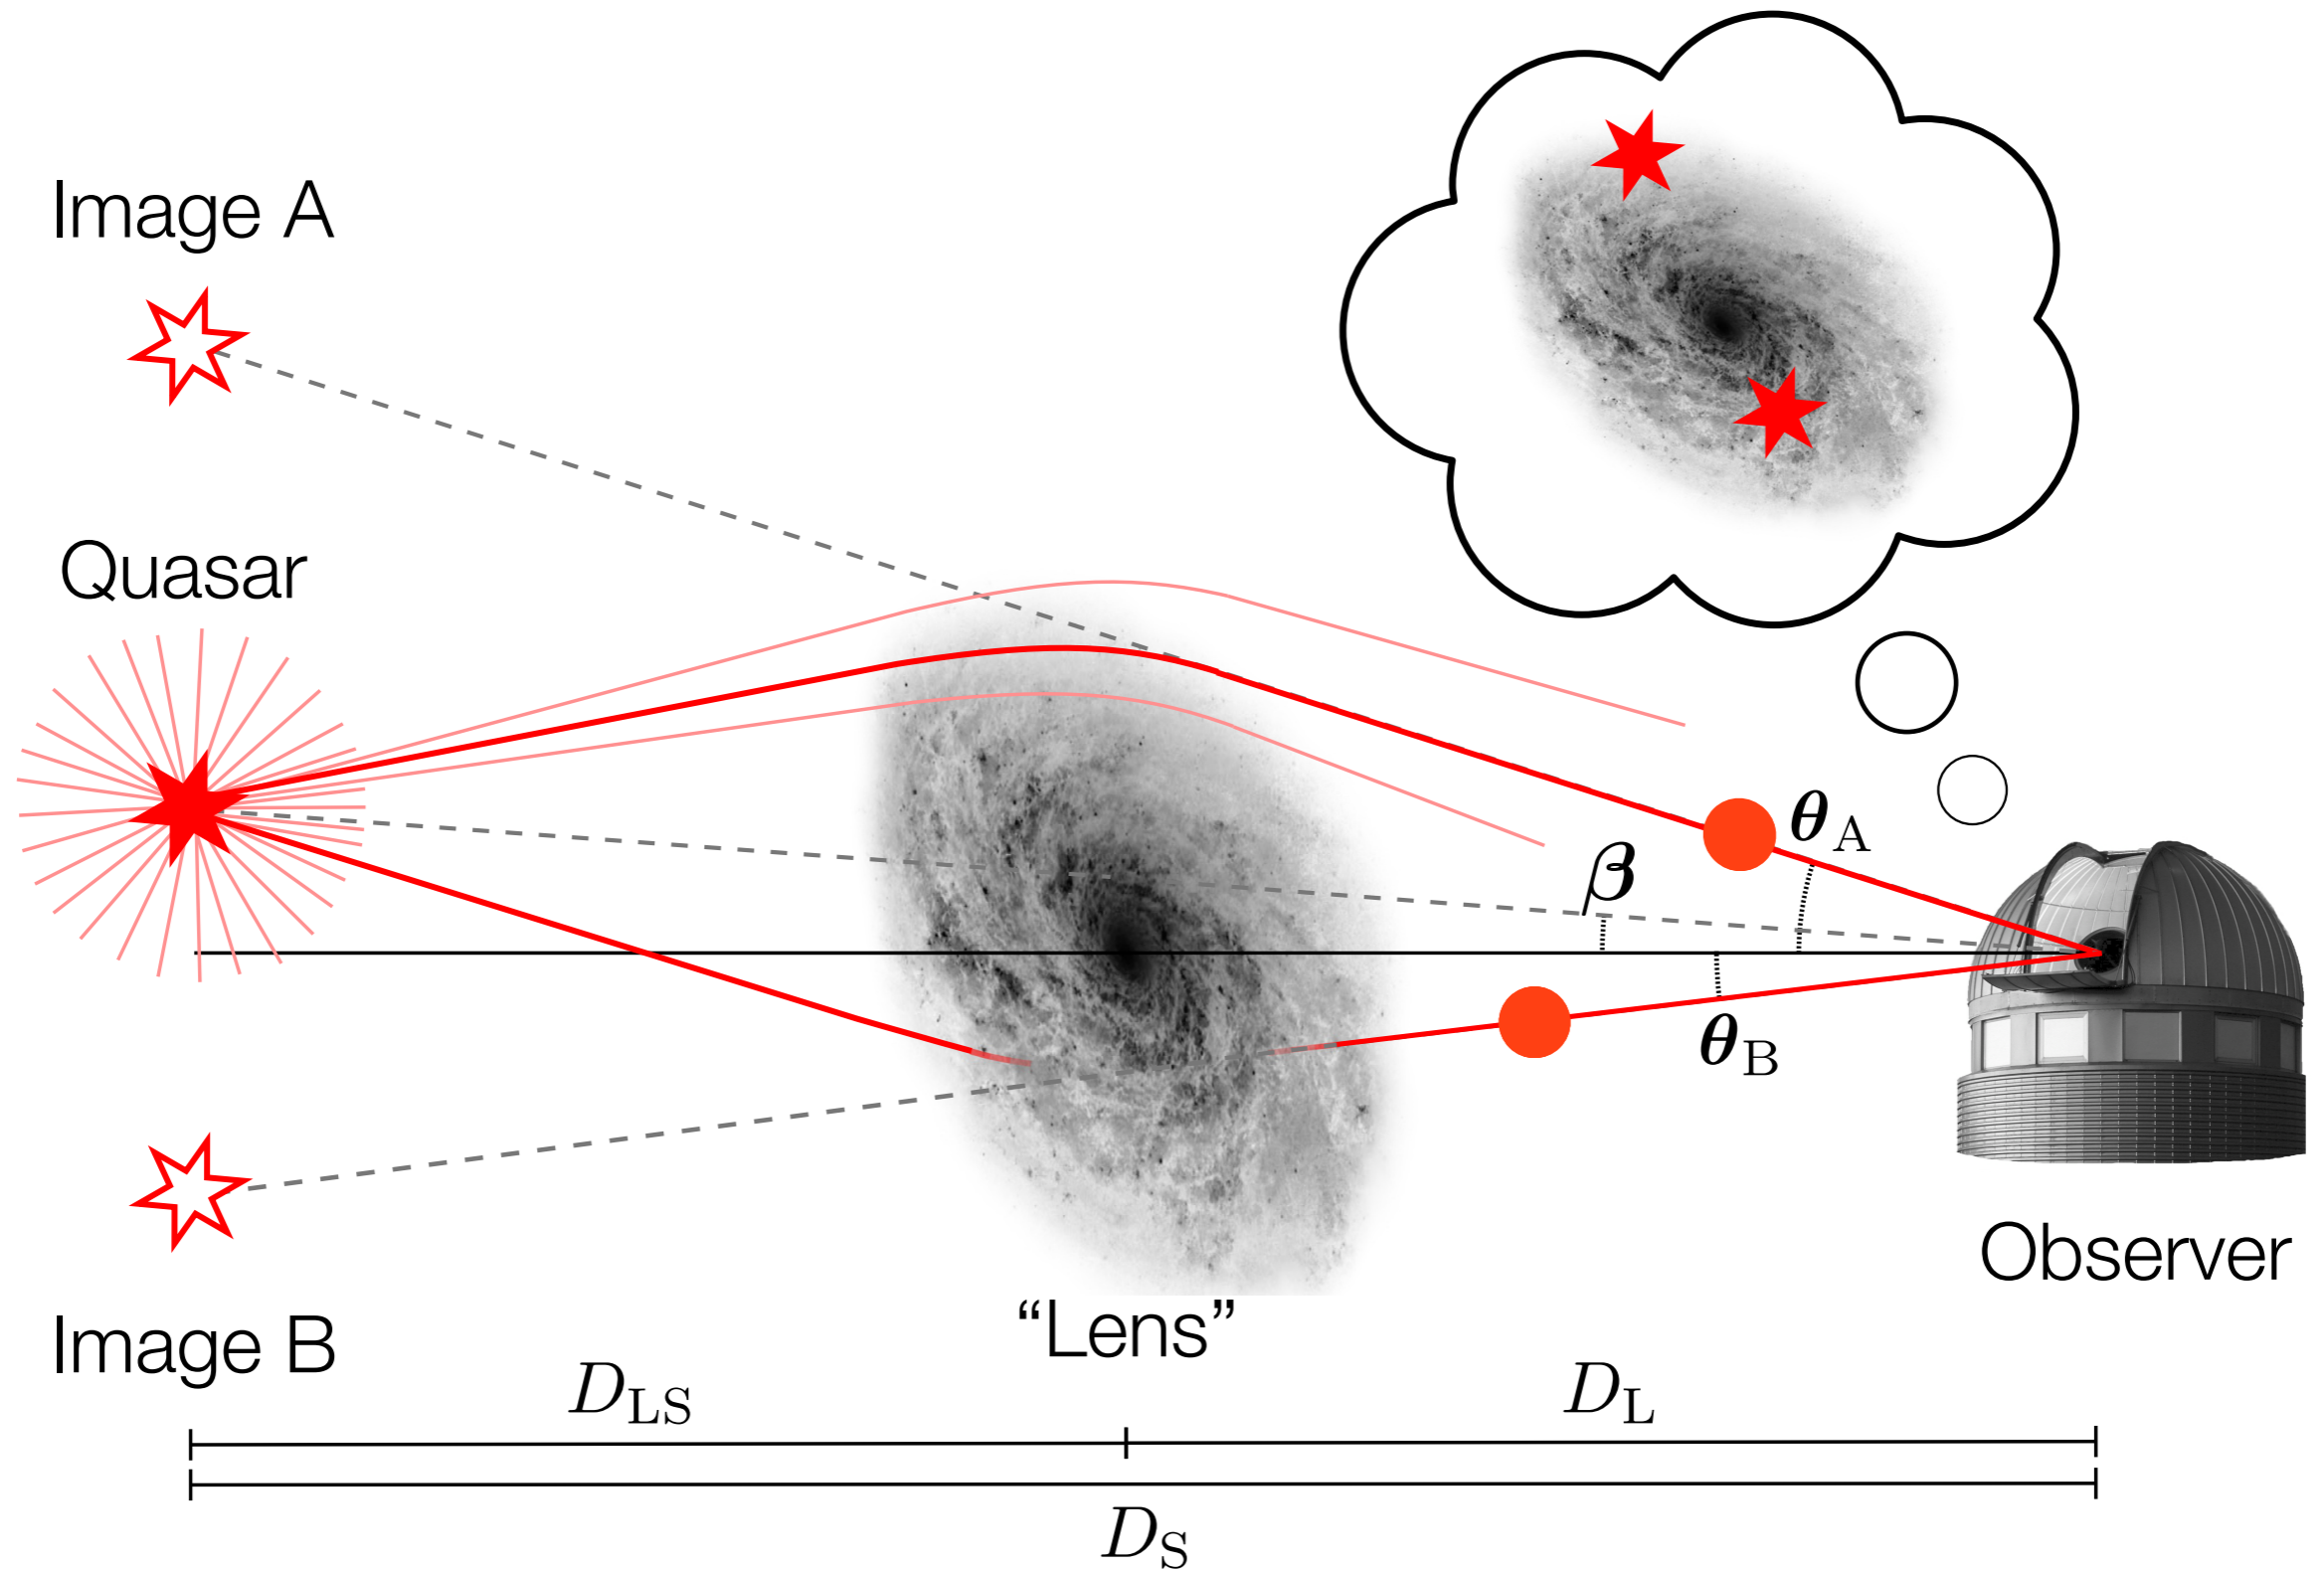 Image A
Quasar
θA
β
θB
Observer
Image B
“Lens”
DLS
DL
DS